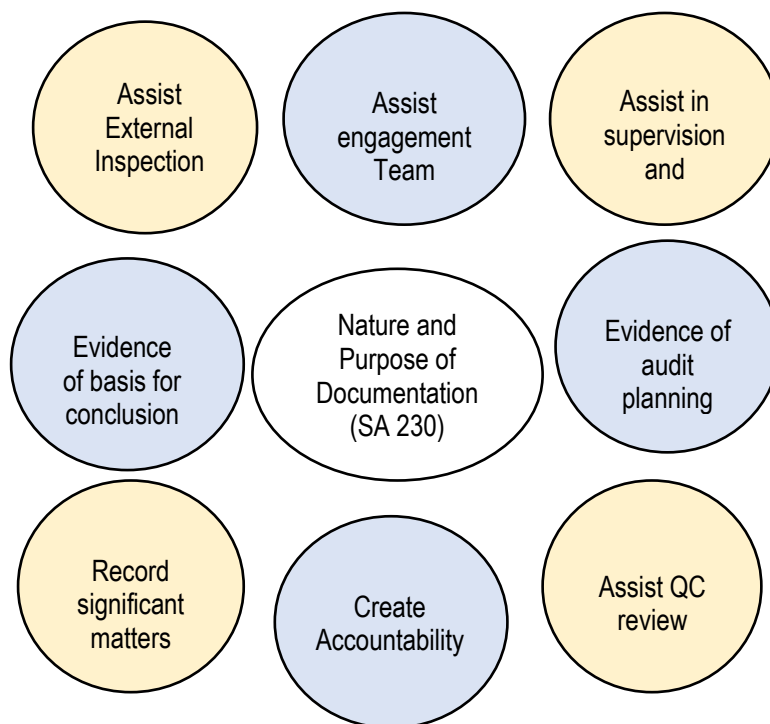 Assist
External
Inspection
Assist
engagement
Team
Assist in
supervision
and
Evidence
of basis for
conclusion
Nature and
Purpose of
Documentation
(SA 230)
Evidence of
audit
planning
Record
significant
matters
Create
Accountability
Assist QC
review